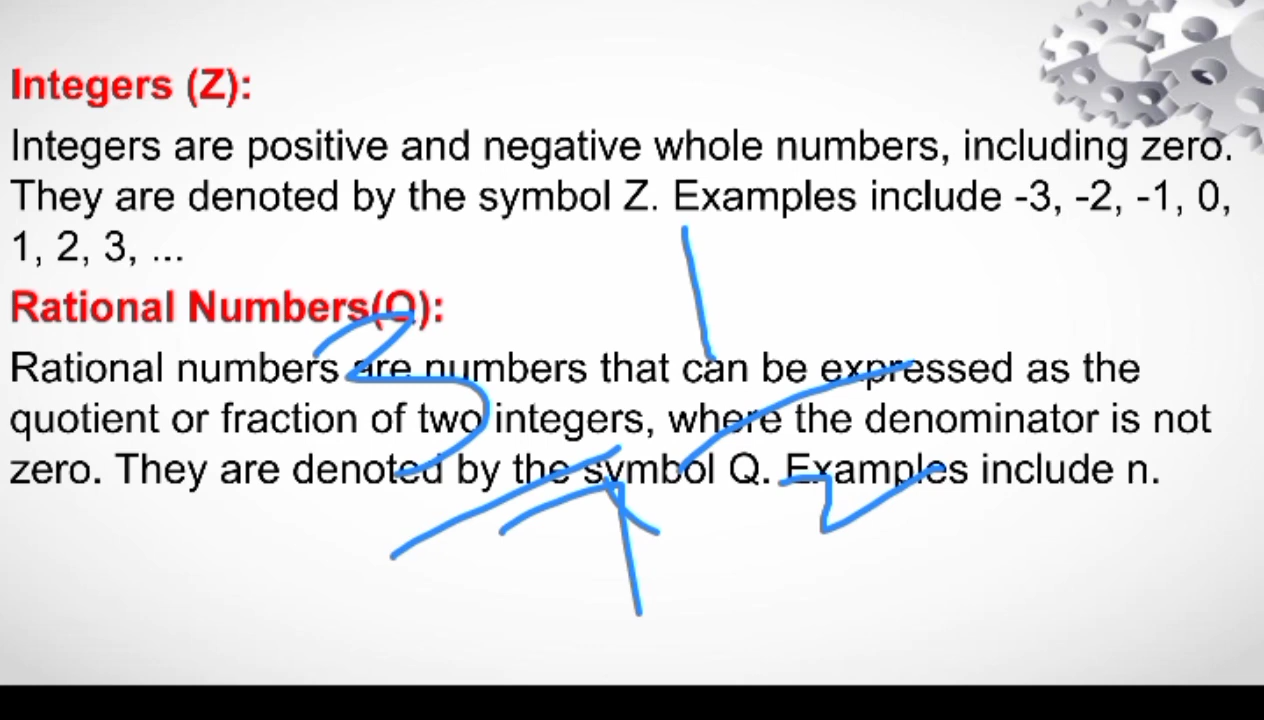 Integers (Z):
Integers are positive and negative whole numbers, including zero.
They are denoted by the symbol Z. Examples include -3, -2, -1, 0,
1, 2, 3, ...
Rational Numbers(Q):
Rational numbers are numbers that can be expressed as the
quotient or fraction of two integers, where the denominator is not
zero. They are denoted by the symbol Q. Examples include n.
3
1
2